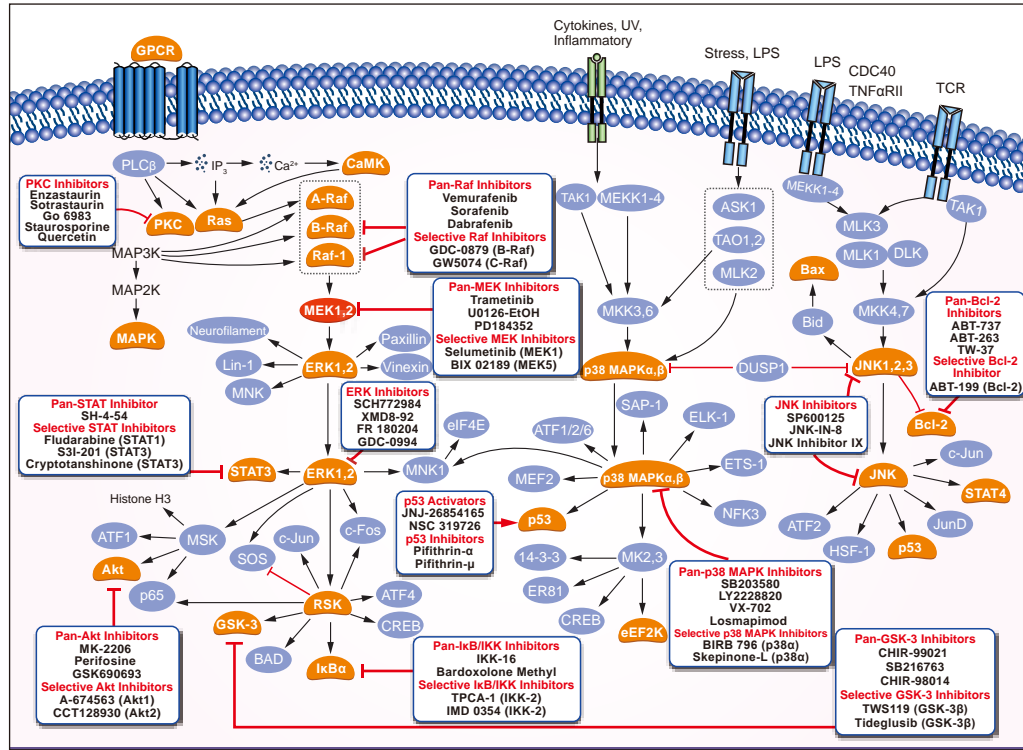 GPCR
Cytokines, UV,
Inflammatory
Stress, LPS
LPS
CDC40
TNFαRII
TCR
PLCβ
IP3
Ca2+
CaMK
PKC Inhibitors
Enzastaurin
Sotrastaurin
Go 6983
Staurosporine
Quercetin
PKC
Ras
A-Raf
B-Raf
Raf-1
Pan-Raf Inhibitors
Vemurafenib
Sorafenib
Dabrafenib
Selective Raf Inhibitors
GDC-0879 (B-Raf)
GW5074 (C-Raf)
TAK1
MEKK1-4
ASK1
TAO1,2
MLK2
MEKK1-4
TAK1
MLK3
MLK1
DLK
MAP3K
MAP2K
MAPK
MEK1,2
Pan-MEK Inhibitors
Trametinib
U0126-EtOH
PD184352
Selective MEK Inhibitors
Selumetinib (MEK1)
BIX 02189 (MEK5)
MKK3,6
Bax
Bid
MKK4,7
Pan-Bcl-2
Inhibitors
ABT-737
ABT-263
TW-37
Selective Bcl-2
Inhibitor
ABT-199 (Bcl-2)
Neurofilament
Lin-1
MNK
ERK1,2
Paxillin
Vinexin
p38 MAPKα,β
DUSP1
JNK1,2,3
Bcl-2
Pan-STAT Inhibitor
SH-4-54
Selective STAT Inhibitors
Fludarabine (STAT1)
S3I-201 (STAT3)
Cryptotanshinone (STAT3)
ERK Inhibitors
SCH772984
XMD8-92
FR 180204
GDC-0994
JNK Inhibitors
SP600125
JNK-IN-8
JNK Inhibitor IX
STAT3
ERK1,2
MNK1
eIF4E
ATF1/2/6
SAP-1
ELK-1
MEF2
p38 MAPKα,β
ETS-1
NFK3
p53
JNK
c-Jun
STAT4
JunD
p53
HSF-1
ATF2
Histone H3
ATF1
MSK
Akt
p65
SOS
c-Jun
c-Fos
p53 Activators
JNJ-26854165
NSC 319726
p53 Inhibitors
Pifithrin-α
Pifithrin-μ
14-3-3
MK2,3
ER81
CREB
eEF2K
Pan-p38 MAPK Inhibitors
SB203580
LY2228820
VX-702
Losmapimod
Selective p38 MAPK Inhibitors
BIRB 796 (p38α)
Skepinone-L (p38α)
GSK-3
RSK
ATF4
CREB
BAD
IκBα
Pan-Akt Inhibitors
MK-2206
Perifosine
GSK690693
Selective Akt Inhibitors
A-674563 (Akt1)
CCT128930 (Akt2)
Pan-IκB/IKK Inhibitors
IKK-16
Bardoxolone Methyl
Selective IκB/IKK Inhibitors
TPCA-1 (IKK-2)
IMD 0354 (IKK-2)
Pan-GSK-3 Inhibitors
CHIR-99021
SB216763
CHIR-98014
Selective GSK-3 Inhibitors
TWS119 (GSK-3β)
Tideglusib (GSK-3β)